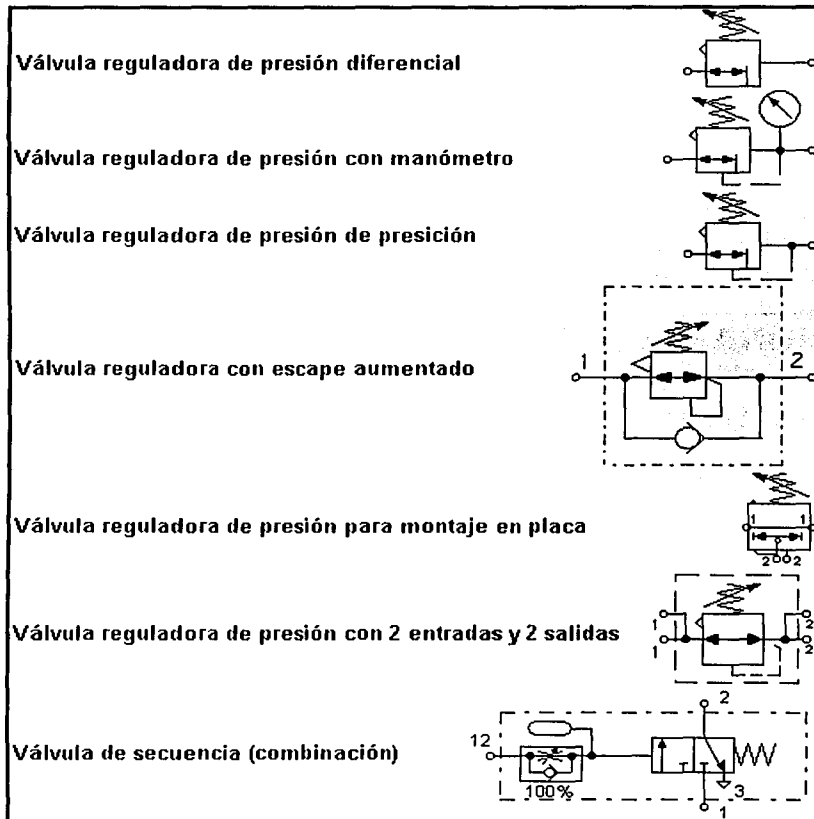 Válvula reguladora de presión diferencial
Válvula reguladora de presión con manómetro
Válvula reguladora de presión de presición
Válvula reguladora con escape aumentado
1 2
Válvula reguladora de presión para montaje en placa
1 1
2 2
Válvula reguladora de presión con 2 entradas y 2 salidas
1 2
1 2
Válvula de secuencia (combinación)
2
12
100%
3
1